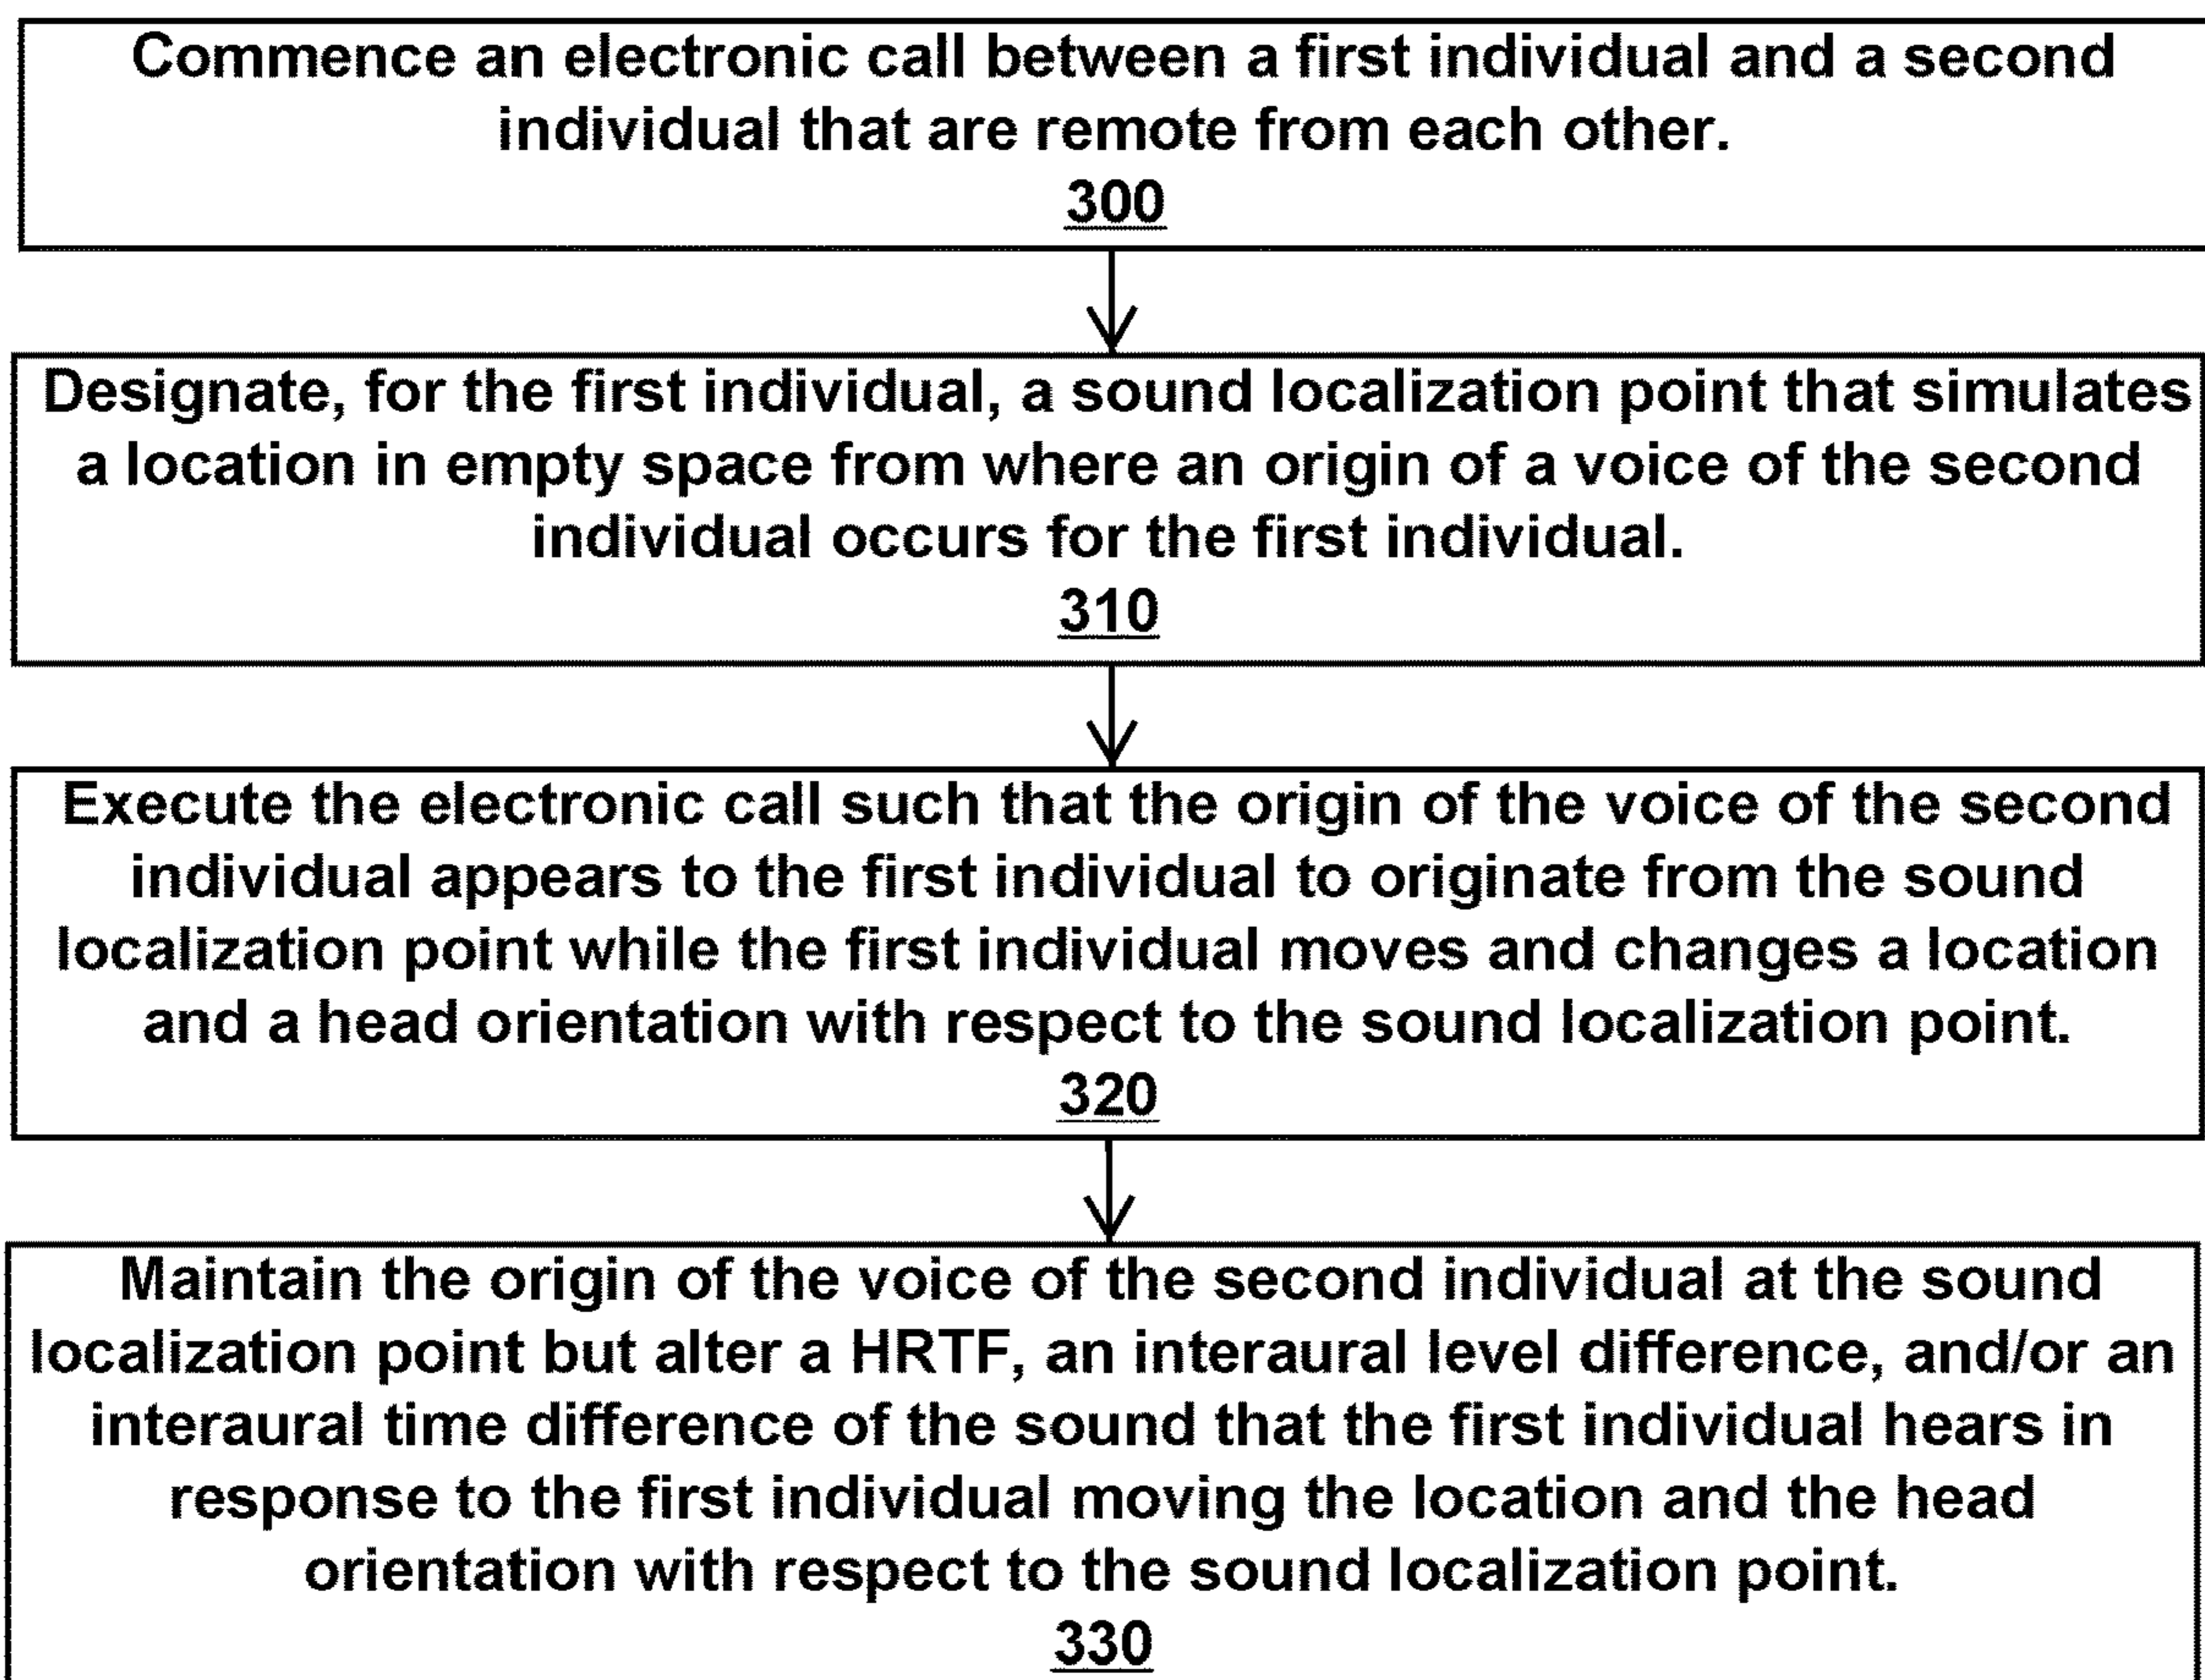 Commence an electronic call between a first individual and a second
individual that are remote from each other.
300
Designate, for the first individual, a sound localization point that simulates
a location in empty space from where an origin of a voice of the second
individual occurs for the first individual.
310
Execute the electronic call such that the origin of the voice of the second
individual appears to the first individual to originate from the sound
localization point while the first individual moves and changes a location
and a head orientation with respect to the sound localization point.
320
Maintain the origin of the voice of the second individual at the sound
localization point but alter a HRTF, an interaural level difference, and/or an
interaural time difference of the sound that the first individual hears in
response to the first individual moving the location and the head
orientation with respect to the sound localization point.
330